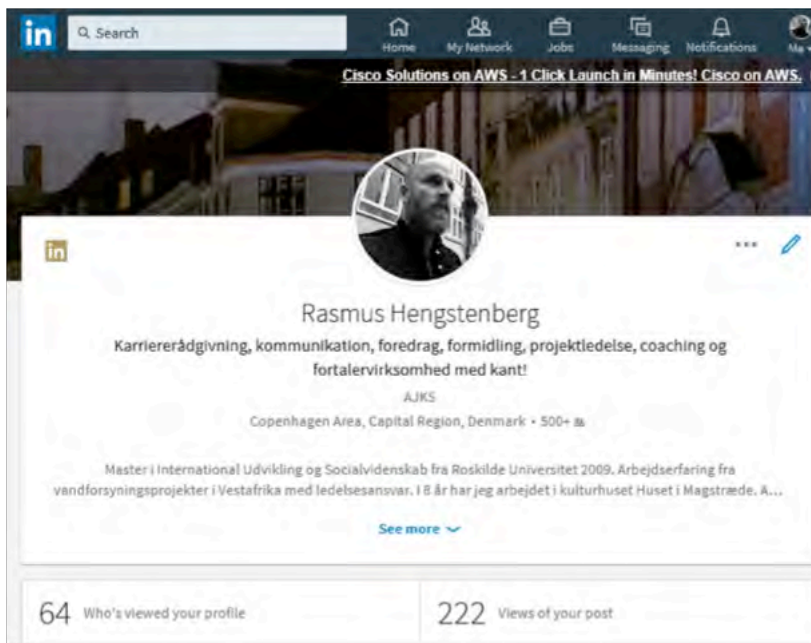 in
Search
Home
My Network
Jobs
Messaging
Notifications
Me
Cisco Solutions on AWS - 1 Click Launch in Minutes! Cisco on AWS.
in
Rasmus Hengstenberg
Karriererådgivning, kommunikation, foredrag, formidling, projektledelse, coaching og
fortalervirksomhed med kant!
AJKS
Copenhagen Area, Capital Region, Denmark • 500+
Master i International Udvikling og Socialvidenskab fra Roskilde Universitet 2009. Arbejdserfaring fra
vandforsyningsprojekter i Vestafrika med ledelsesansvar. I 8 år har jeg arbejdet i kulturhuset Huset i Magstræde. A...
See more
64 Who's viewed your profile
222 Views of your post